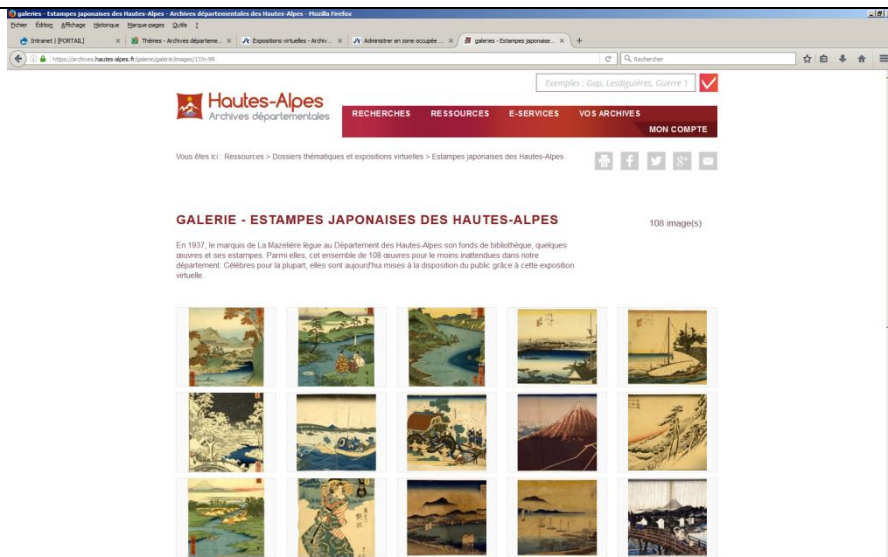 galeries - Estampes japonaises des Hautes-Alpes - Archives départementales des Hautes-Alpes - Mozilla Firefox
Fichier Édition Affichage Historique Marque-pages Outils ?
Intranet | [PORTAIL] Thèmes - Archives départeme... Expositions virtuelles - Archiv... Administrer en zone occupée ... galeries - Estampes japonaise...
https://archives.hautes-alpes.fr/galerie/galerie/images/17/n:99 Rechercher
Exemples : Gap, Lesdiguières, Guerre 1
Hautes-Alpes
Archives départementales
RECHERCHES RESSOURCES E-SERVICES VOS ARCHIVES
MON COMPTE
Vous êtes ici : Ressources > Dossiers thématiques et expositions virtuelles > Estampes japonaises des Hautes-Alpes
GALERIE - ESTAMPES JAPONAISES DES HAUTES-ALPES 108 image(s)
En 1937, le marquis de La Mazelière lègue au Département des Hautes-Alpes son fonds de bibliothèque, quelques
œuvres et ses estampes. Parmi elles, cet ensemble de 108 œuvres pour le moins inattendues dans notre
département. Célèbres pour la plupart, elles sont aujourd'hui mises à la disposition du public grâce à cette exposition
virtuelle.